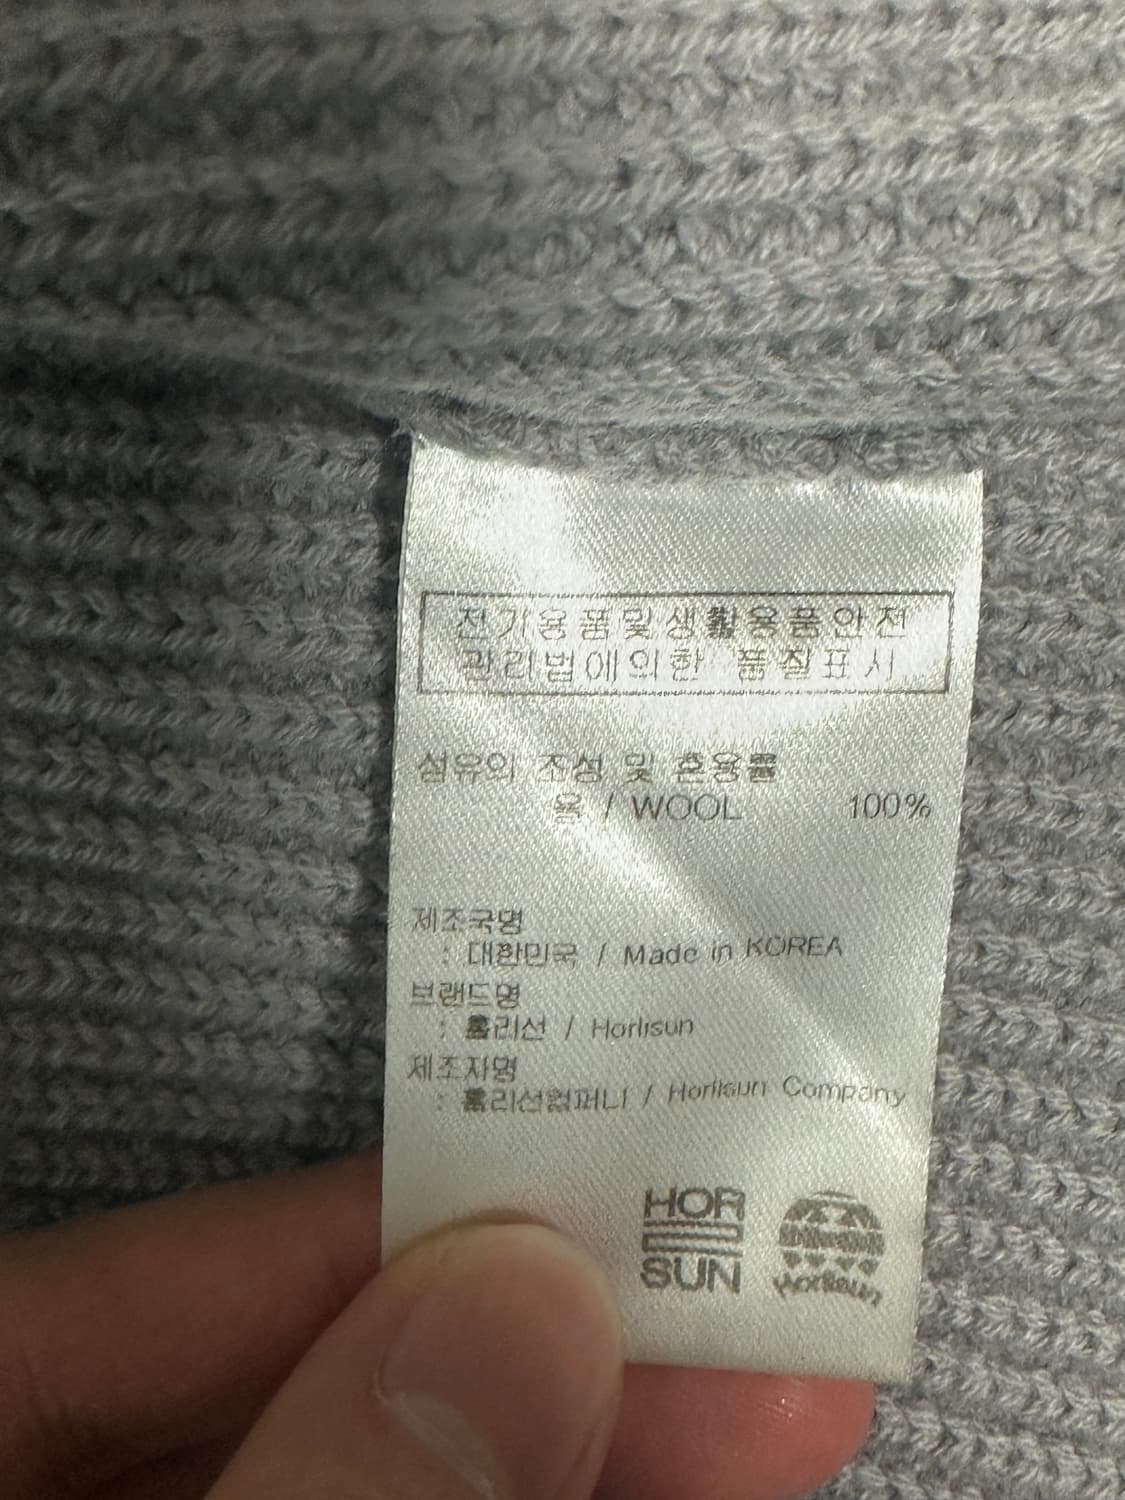 전기용품및생활용품안전
관리법에의한 품질표시
섬유의 조성 및 혼용률
울 / WOOL 100%
제조국명
: 대한민국 / Made in KOREA
브랜드명
: 홀리선 / Horlisun
제조자명
: 홀리선컴퍼니 / Horlisun Company
HOR
SUN
Horlisun